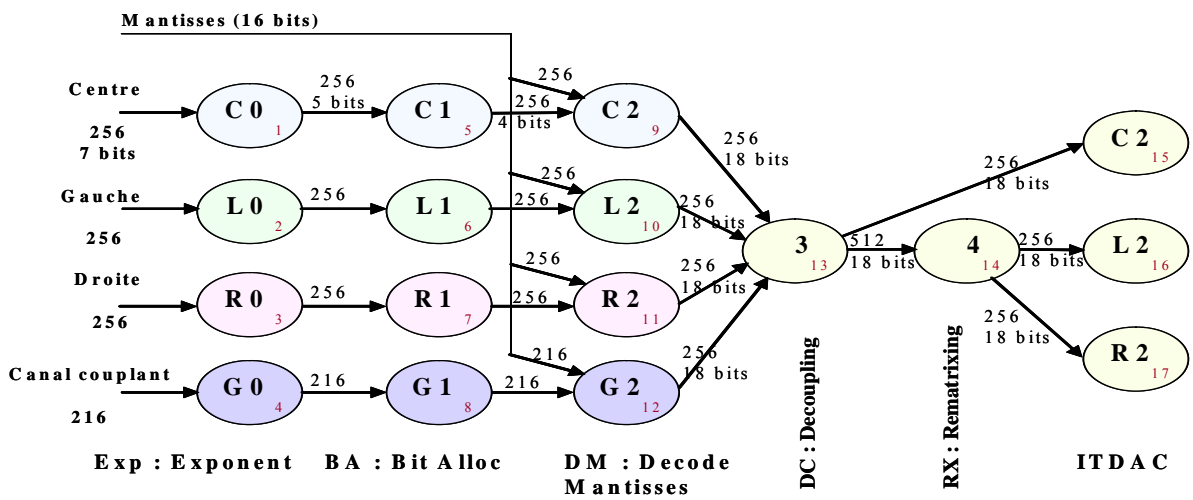 Mantisses (16 bits)
Centre
256
7 bits
C 0
1
256
5 bits
C 1
5
256
256
4 bits
C 2
9
256
18 bits
256
18 bits
C 2
15
Gauche
256
L 0
2
256
L 1
6
256
256
L 2
10
256
18 bits
3
13
512
18 bits
4
14
256
18 bits
L 2
16
Droite
256
R 0
3
256
R 1
7
256
256
R 2
11
256
18 bits
256
18 bits
R 2
17
Canal couplant
216
G 0
4
216
G 1
8
216
216
G 2
12
256
18 bits
Exp : Exponent
BA : Bit Alloc
DM : Decode
Mantisses
DC : Decoupling
RX : Rematrixing
ITDAC